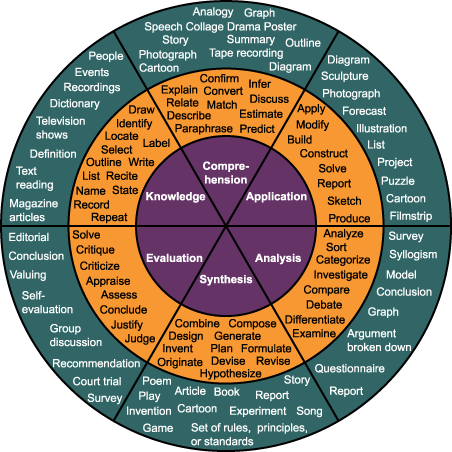 Analogy Graph
Speech Collage Drama Poster
Story Summary Outline
Photograph Tape recording
Cartoon Diagram
Confirm
Explain Convert Infer
Relate Match Discuss
Describe Estimate
Paraphrase Predict
Compre-
hension
Diagram
Sculpture
Photograph
Forecast
Illustration
List
Project
Puzzle
Cartoon
Filmstrip
Apply
Modify
Build
Construct
Solve
Report
Sketch
Produce
Application
Survey
Syllogism
Model
Conclusion
Graph
Argument
broken down
Questionnaire
Report
Analyze
Sort
Categorize
Investigate
Compare
Debate
Differentiate
Examine
Analysis
Synthesis
Combine Compose
Design Generate
Invent Plan Formulate
Originate Devise Revise
Hypothesize
Poem Story
Play Article Book Report
Invention Cartoon Experiment Song
Game Set of rules, principles,
or standards
Evaluation
Solve
Critique
Criticize
Appraise
Assess
Conclude
Justify
Judge
Editorial
Conclusion
Valuing
Self-
evaluation
Group
discussion
Recommendation
Court trial
Survey
Knowledge
Draw
Identify
Locate Label
Select
Outline Write
List Recite
Name State
Record
Repeat
People
Events
Recordings
Dictionary
Television
shows
Definition
Text
reading
Magazine
articles